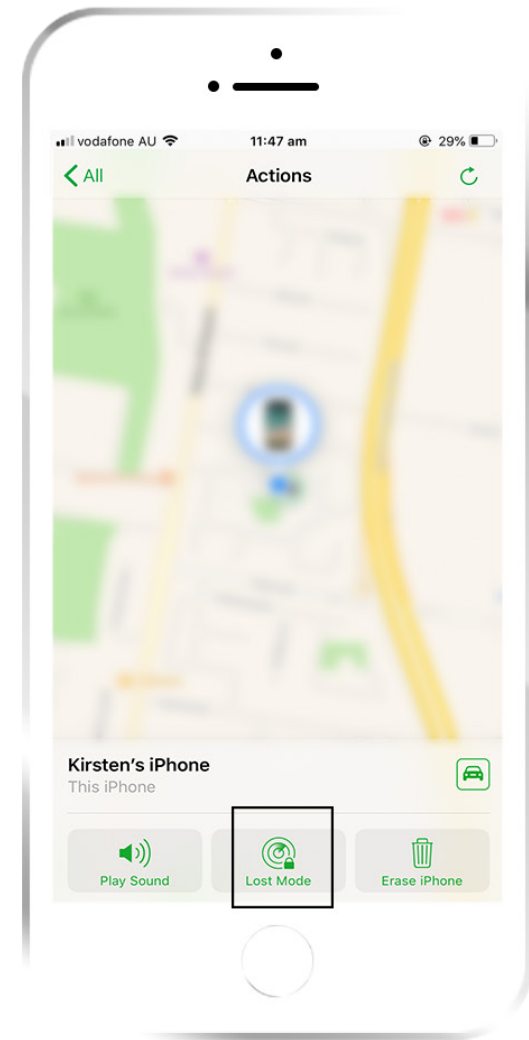 vodafone AU 11:47 am 29%
All Actions
Kirsten's iPhone
This iPhone
Play Sound Lost Mode Erase iPhone